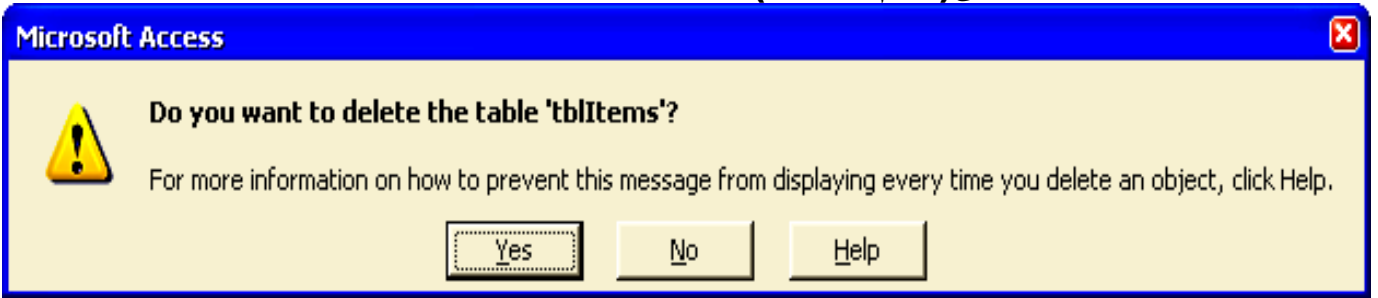 Microsoft Access
Do you want to delete the table 'tblItems'?
For more information on how to prevent this message from displaying every time you delete an object, click Help.
Yes
No
Help